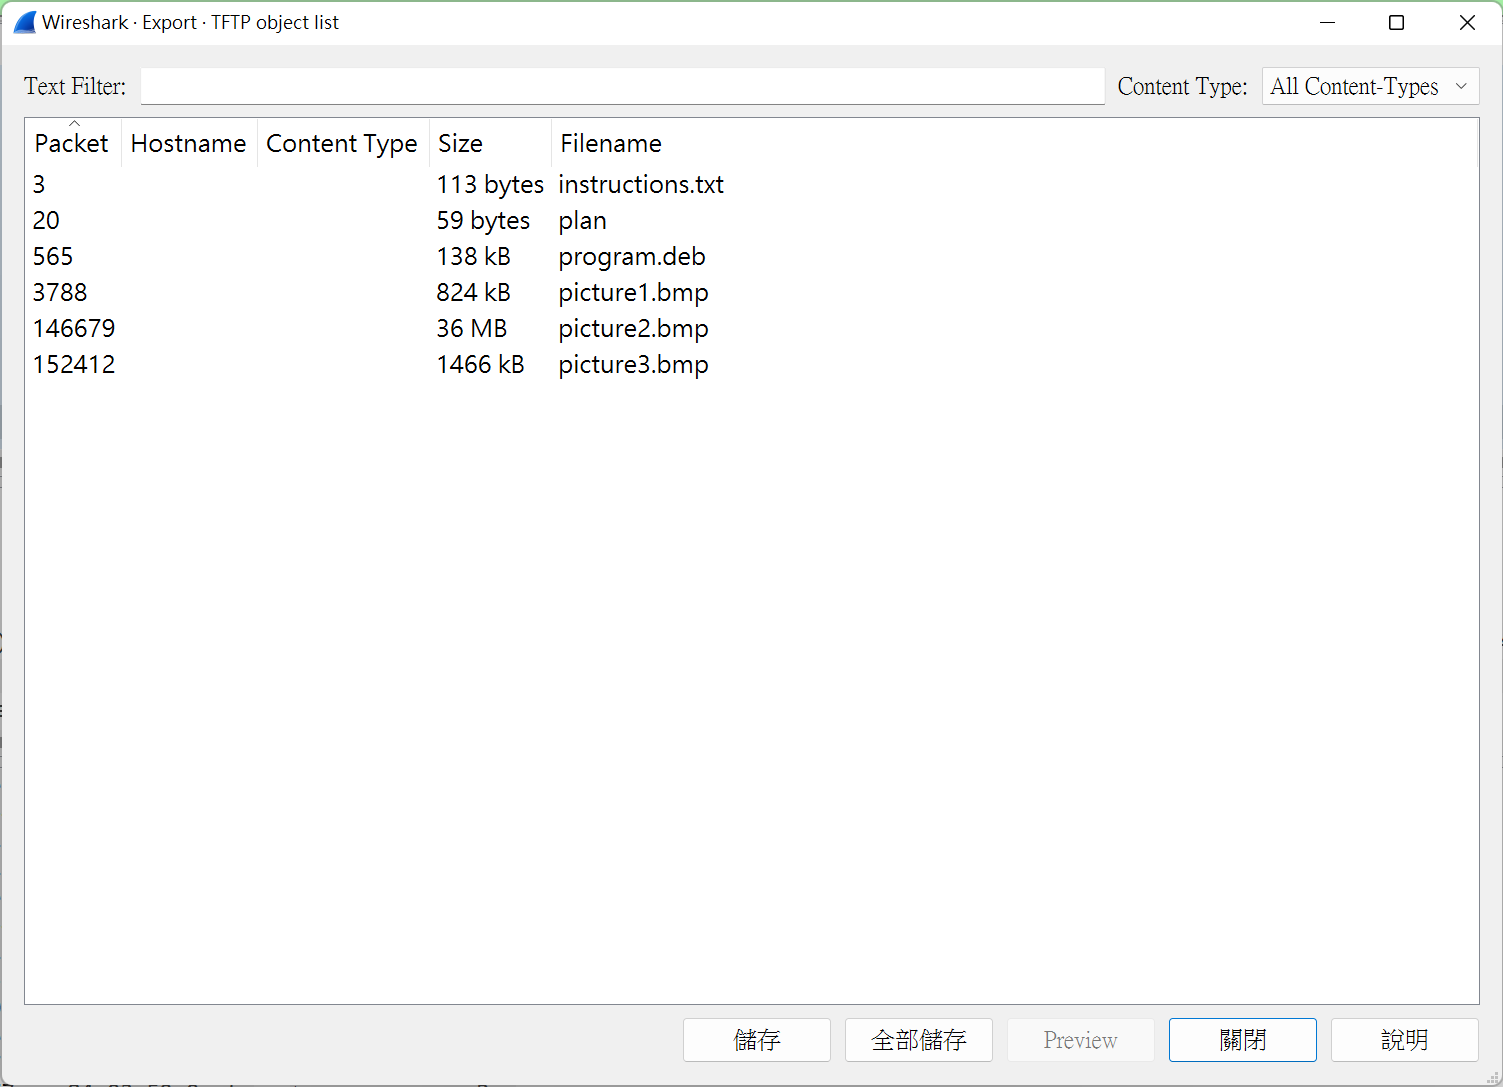 Wireshark · Export · TFTP object list
Text Filter: Content Type: All Content-Types
Packet Hostname Content Type Size Filename
3 113 bytes instructions.txt
20 59 bytes plan
565 138 kB program.deb
3788 824 kB picture1.bmp
146679 36 MB picture2.bmp
152412 1466 kB picture3.bmp
儲存 全部儲存 Preview 關閉 說明